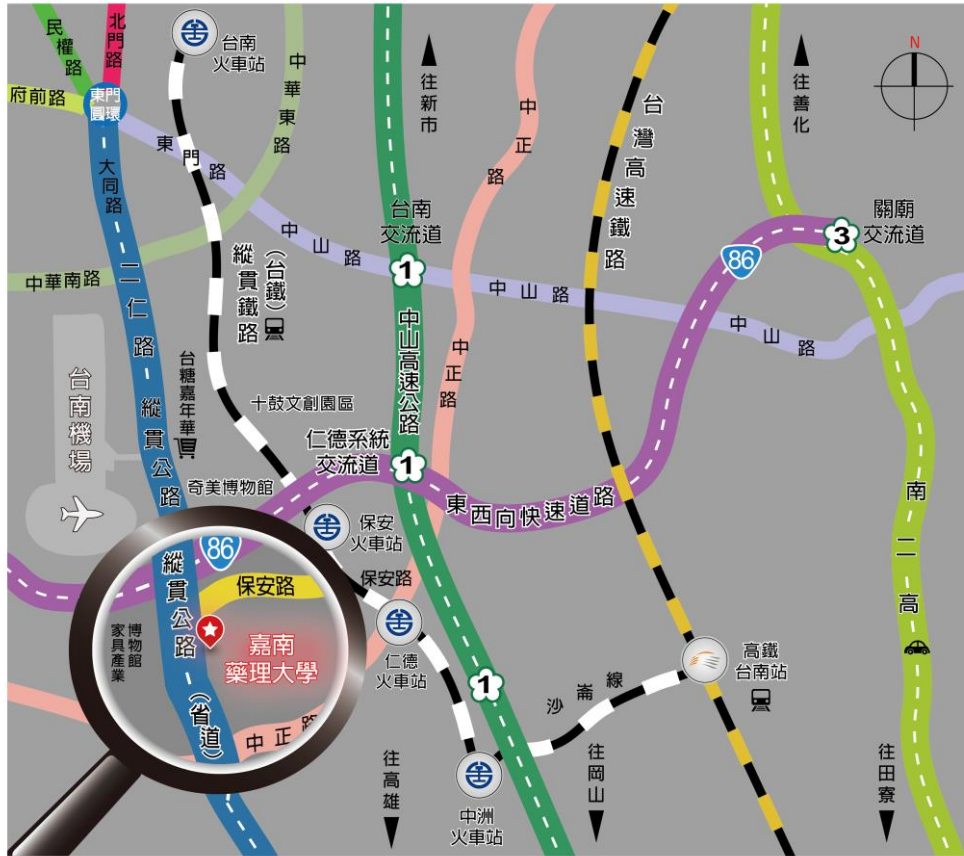 民權路
北門路
府前路
東門
圓環
台南
火車站
中華東路
往新市
中正路
台灣高速鐵路
往善化
N
大同路
東門路
中山路
台南
交流道
1
中山路
86
3
關廟
交流道
中華南路
二仁路
縱貫鐵路
(台鐵)
中山高速公路
中正路
中山路
台南機場
縱貫公路
台糖嘉年華
十鼓文創園區
仁德系統
交流道
1
奇美博物館
東西向快速道路
南二高
保安
火車站
86
縱貫公路
(省道)
保安路
保安路
博物館
家具產業
嘉南
藥理大學
仁德
火車站
高鐵
台南站
1
沙崙線
中正路
往高雄
中洲
火車站
往岡山
往田寮